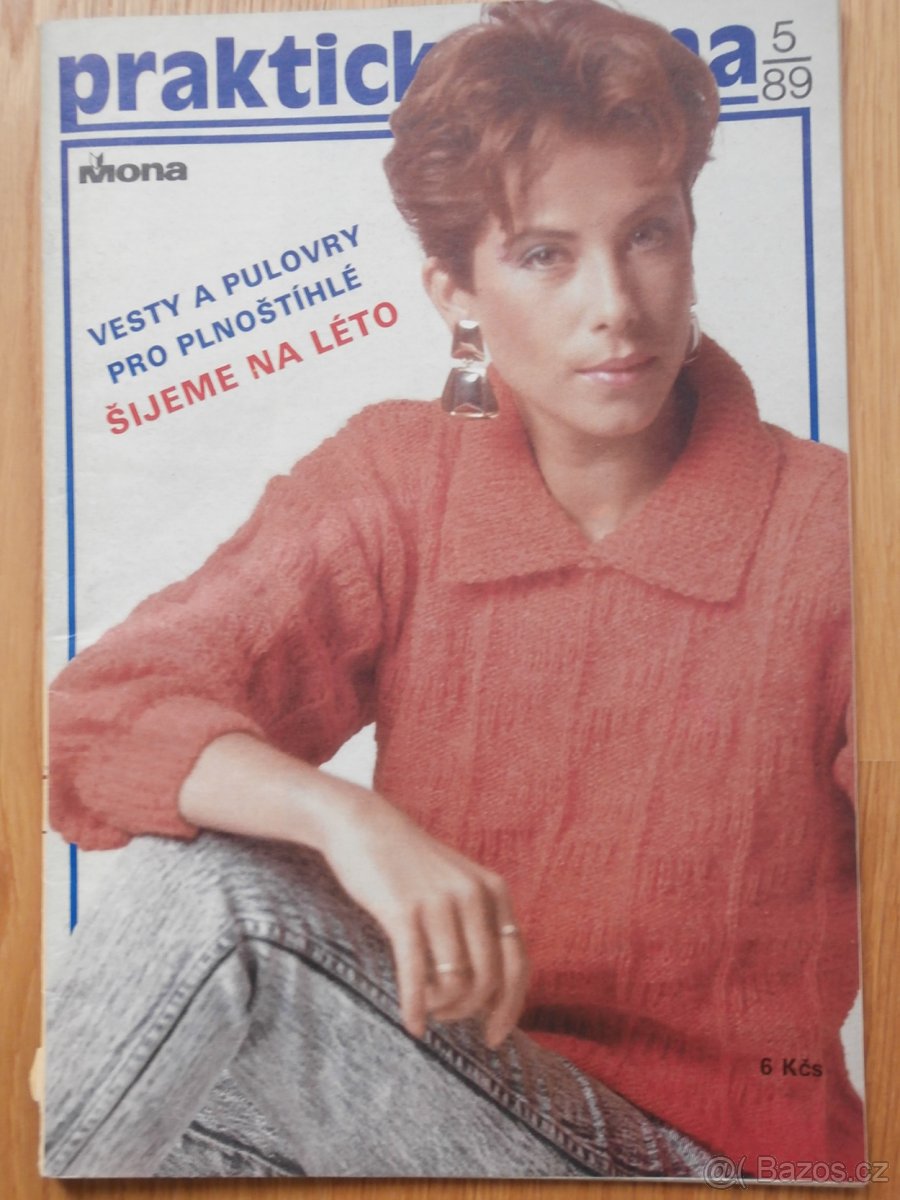 praktick na
5/89
Mona
VESTY A PULOVRY
PRO PLNOŠTÍHLÉ
ŠIJEME NA LÉTO
6 Kčs
@( Bazos.cz